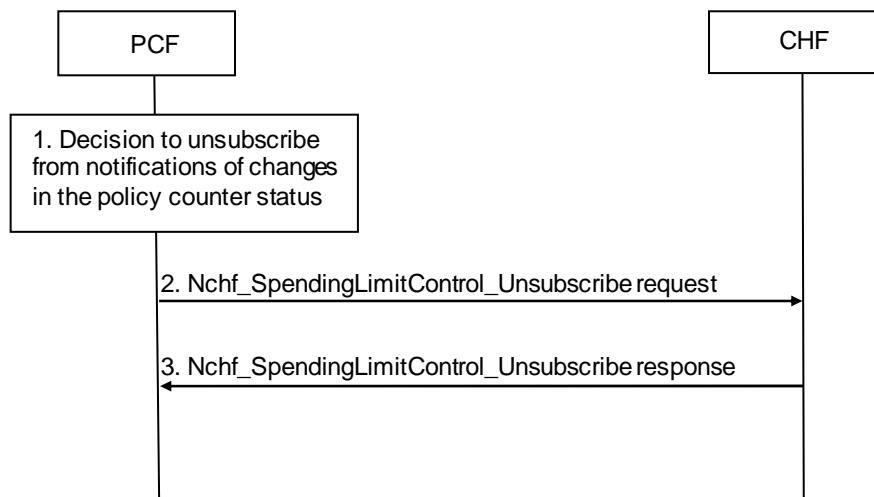 PCF
CHF
1. Decision to unsubscribe
from notifications of changes
in the policy counter status
2. Nchf_SpendingLimitControl_Unsubscribe request
3. Nchf_SpendingLimitControl_Unsubscribe response